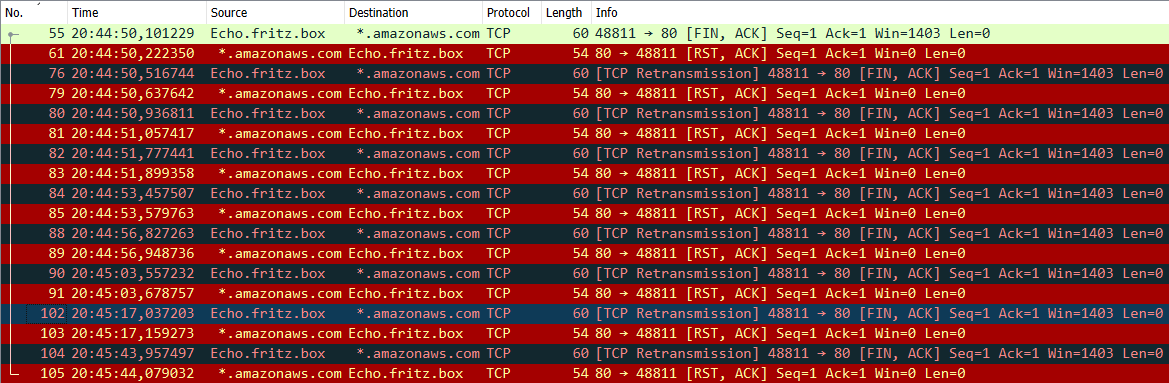 No. Time Source Destination Protocol Length Info
55 20:44:50,101229 Echo.fritz.box *.amazonaws.com TCP 60 48811 → 80 [FIN, ACK] Seq=1 Ack=1 Win=1403 Len=0
61 20:44:50,222350 *.amazonaws.com Echo.fritz.box TCP 54 80 → 48811 [RST, ACK] Seq=1 Ack=1 Win=0 Len=0
76 20:44:50,516744 Echo.fritz.box *.amazonaws.com TCP 60 [TCP Retransmission] 48811 → 80 [FIN, ACK] Seq=1 Ack=1 Win=1403 Len=0
79 20:44:50,637642 *.amazonaws.com Echo.fritz.box TCP 54 80 → 48811 [RST, ACK] Seq=1 Ack=1 Win=0 Len=0
80 20:44:50,936811 Echo.fritz.box *.amazonaws.com TCP 60 [TCP Retransmission] 48811 → 80 [FIN, ACK] Seq=1 Ack=1 Win=1403 Len=0
81 20:44:51,057417 *.amazonaws.com Echo.fritz.box TCP 54 80 → 48811 [RST, ACK] Seq=1 Ack=1 Win=0 Len=0
82 20:44:51,777441 Echo.fritz.box *.amazonaws.com TCP 60 [TCP Retransmission] 48811 → 80 [FIN, ACK] Seq=1 Ack=1 Win=1403 Len=0
83 20:44:51,899358 *.amazonaws.com Echo.fritz.box TCP 54 80 → 48811 [RST, ACK] Seq=1 Ack=1 Win=0 Len=0
84 20:44:53,457507 Echo.fritz.box *.amazonaws.com TCP 60 [TCP Retransmission] 48811 → 80 [FIN, ACK] Seq=1 Ack=1 Win=1403 Len=0
85 20:44:53,579763 *.amazonaws.com Echo.fritz.box TCP 54 80 → 48811 [RST, ACK] Seq=1 Ack=1 Win=0 Len=0
88 20:44:56,827263 Echo.fritz.box *.amazonaws.com TCP 60 [TCP Retransmission] 48811 → 80 [FIN, ACK] Seq=1 Ack=1 Win=1403 Len=0
89 20:44:56,948736 *.amazonaws.com Echo.fritz.box TCP 54 80 → 48811 [RST, ACK] Seq=1 Ack=1 Win=0 Len=0
90 20:45:03,557232 Echo.fritz.box *.amazonaws.com TCP 60 [TCP Retransmission] 48811 → 80 [FIN, ACK] Seq=1 Ack=1 Win=1403 Len=0
91 20:45:03,678757 *.amazonaws.com Echo.fritz.box TCP 54 80 → 48811 [RST, ACK] Seq=1 Ack=1 Win=0 Len=0
102 20:45:17,037203 Echo.fritz.box *.amazonaws.com TCP 60 [TCP Retransmission] 48811 → 80 [FIN, ACK] Seq=1 Ack=1 Win=1403 Len=0
103 20:45:17,159273 *.amazonaws.com Echo.fritz.box TCP 54 80 → 48811 [RST, ACK] Seq=1 Ack=1 Win=0 Len=0
104 20:45:43,957497 Echo.fritz.box *.amazonaws.com TCP 60 [TCP Retransmission] 48811 → 80 [FIN, ACK] Seq=1 Ack=1 Win=1403 Len=0
105 20:45:44,079032 *.amazonaws.com Echo.fritz.box TCP 54 80 → 48811 [RST, ACK] Seq=1 Ack=1 Win=0 Len=0